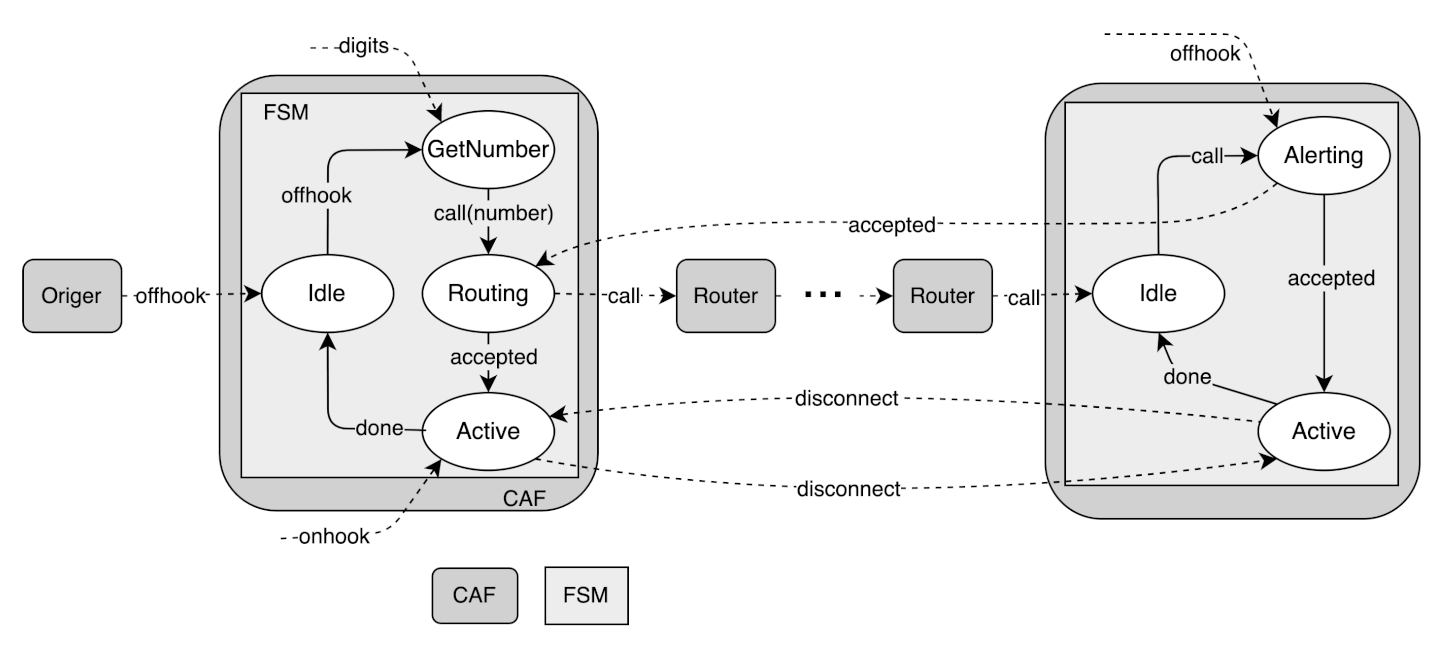 digits
offhook
FSM
GetNumber
call
Alerting
offhook
call(number)
accepted
Origer
offhook
Idle
Routing
call
Router
...
Router
call
Idle
accepted
accepted
done
disconnect
done
Active
Active
disconnect
CAF
onhook
CAF
FSM